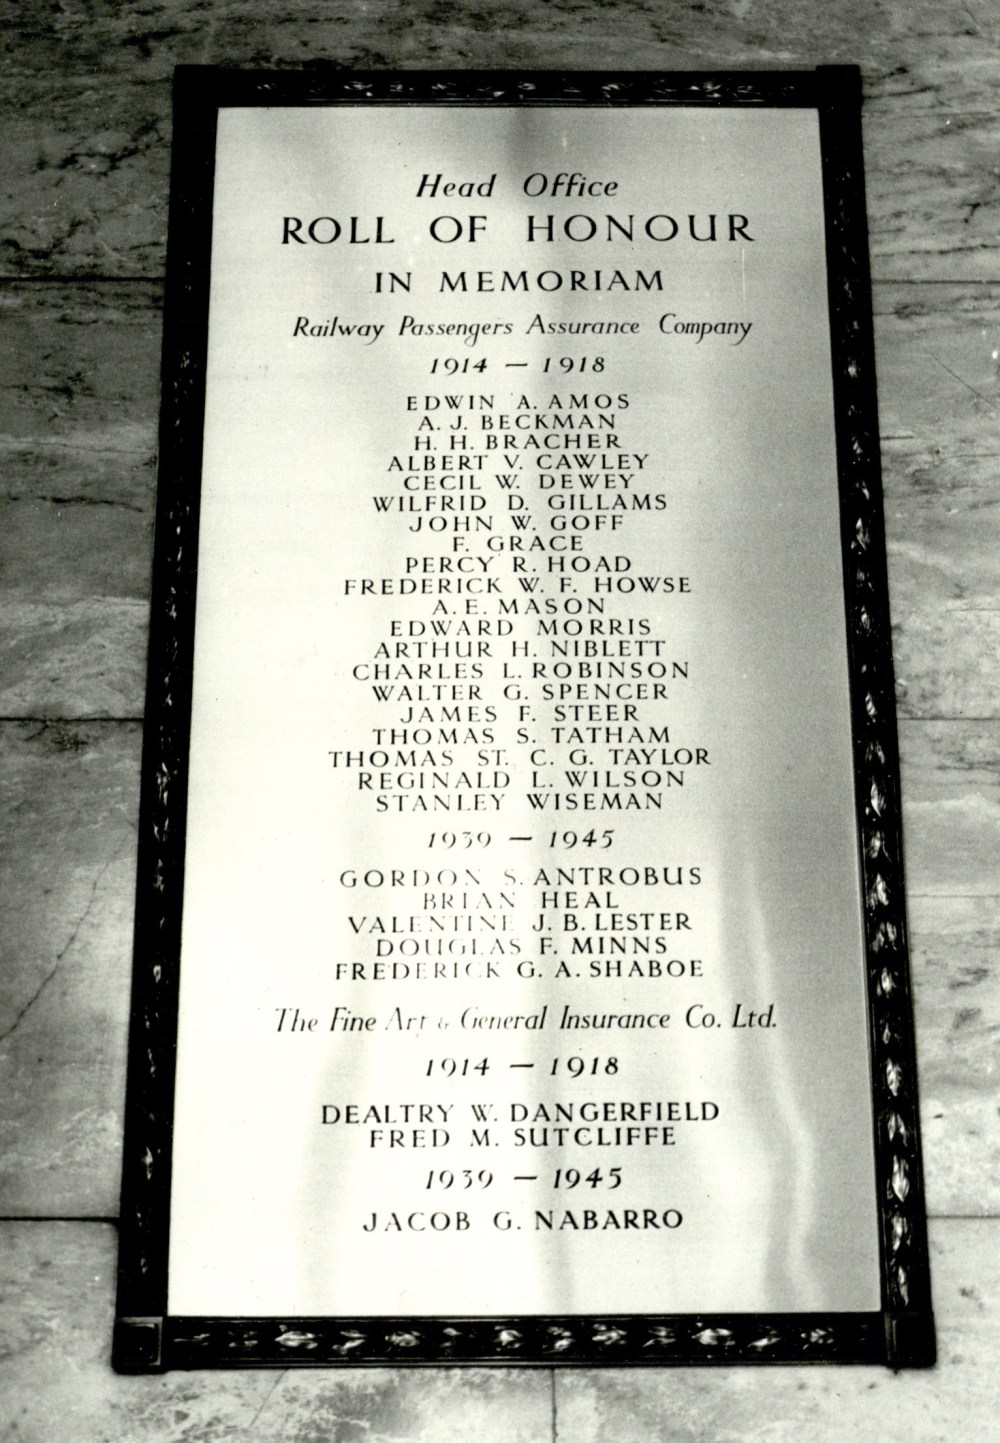 Head Office
ROLL OF HONOUR
IN MEMORIAM
Railway Passengers Assurance Company
1914 — 1918
EDWIN A. AMOS
A. J. BECKMAN
H. H. BRACHER
ALBERT V. CAWLEY
CECIL W. DEWEY
WILFRID D. GILLAMS
JOHN W. GOFF
F. GRACE
PERCY R. HOAD
FREDERICK W. F. HOWSE
A. E. MASON
EDWARD MORRIS
ARTHUR H. NIBLETT
CHARLES L. ROBINSON
WALTER G. SPENCER
JAMES F. STEER
THOMAS S. TATHAM
THOMAS ST. C. G. TAYLOR
REGINALD L. WILSON
STANLEY WISEMAN
1939 — 1945
GORDON S. ANTROBUS
BRIAN HEAL
VALENTINE J. B. LESTER
DOUGLAS F. MINNS
FREDERICK G. A. SHABOE
The Fine Art & General Insurance Co. Ltd.
1914 — 1918
DEALTRY W. DANGERFIELD
FRED M. SUTCLIFFE
1939 — 1945
JACOB G. NABARRO